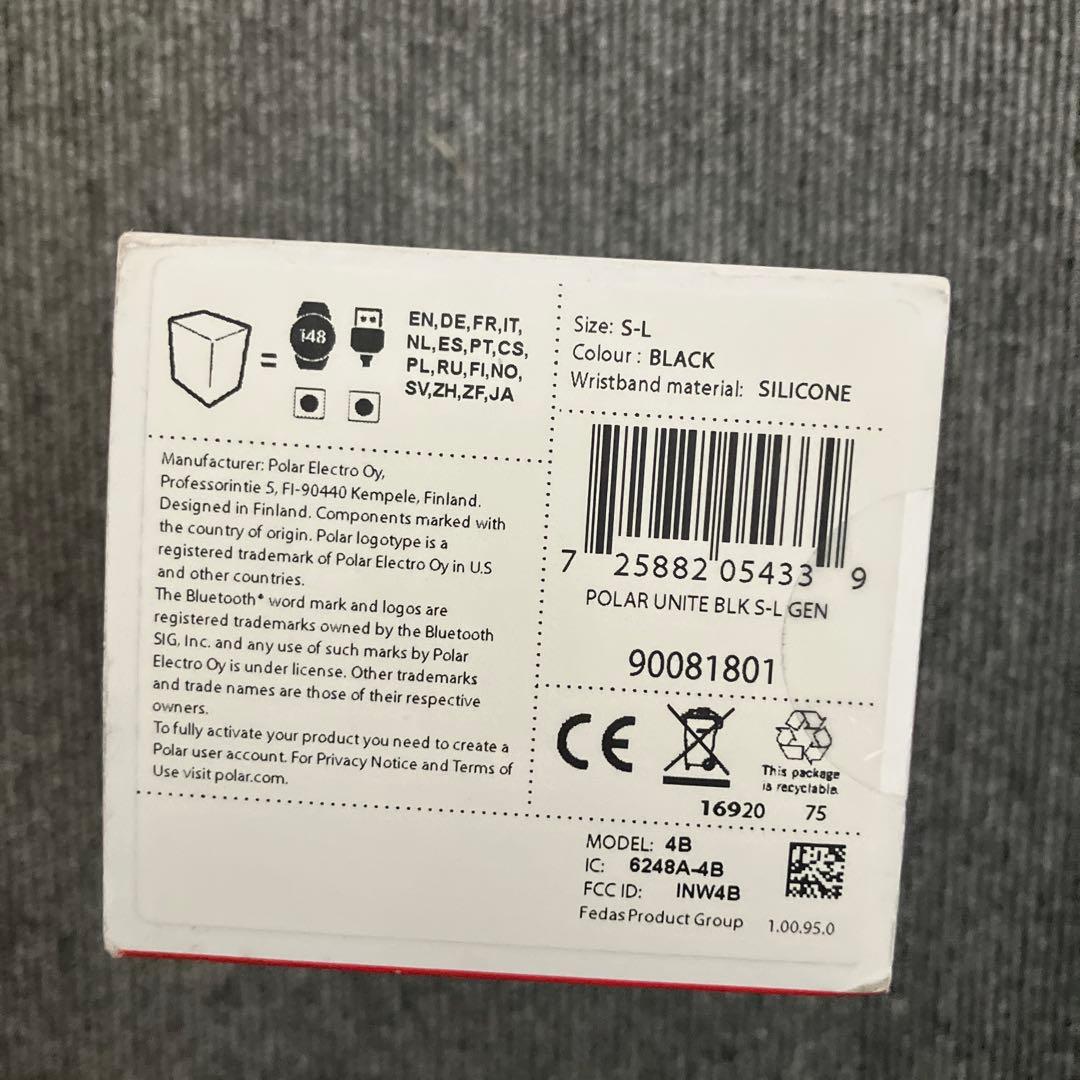 148
EN,DE,FR,IT,
NL,ES,PT,CS,
PL,RU,FI,NO,
SV,ZH,ZF,JA
Size: S-L
Colour : BLACK
Wristband material: SILICONE
Manufacturer: Polar Electro Oy,
Professorintie 5, FI-90440 Kempele, Finland.
Designed in Finland. Components marked with
the country of origin. Polar logotype is a
registered trademark of Polar Electro Oy in U.S
and other countries.
The Bluetooth® word mark and logos are
registered trademarks owned by the Bluetooth
SIG, Inc. and any use of such marks by Polar
Electro Oy is under license. Other trademarks
and trade names are those of their respective
owners.
To fully activate your product you need to create a
Polar user account. For Privacy Notice and Terms of
Use visit polar.com.
7 25882 05433 9
POLAR UNITE BLK S-L GEN
90081801
CE
This package
is recyclable.
16920 75
MODEL: 4B
IC: 6248A-4B
FCC ID: INW4B
Fedas Product Group 1.00.95.0